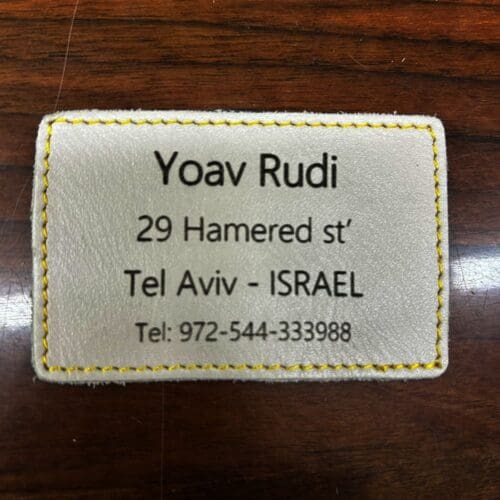 Yoav Rudi
29 Hamered st'
Tel Aviv - ISRAEL
Tel: 972-544-333988